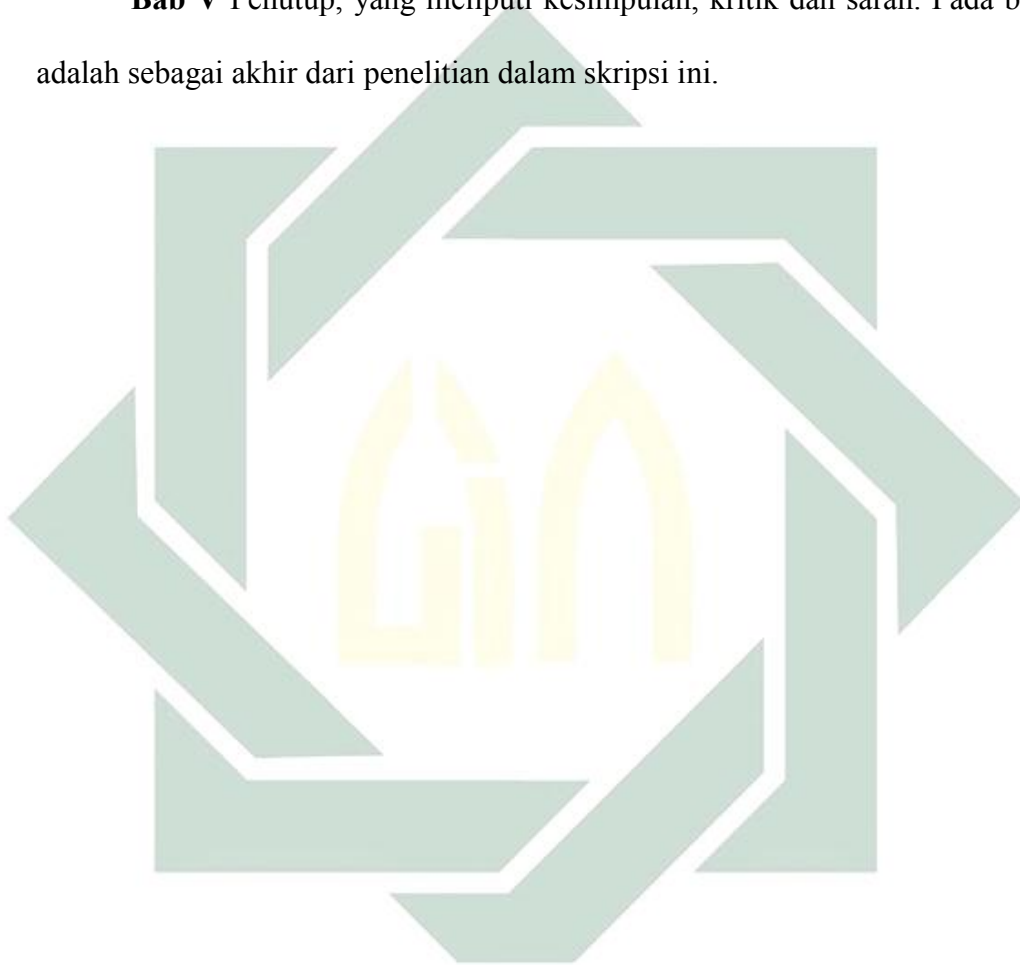 Bab V Penutup, yang meliputi kesimpulan, kritik dan saran. Pada b
adalah sebagai akhir dari penelitian dalam skripsi ini.